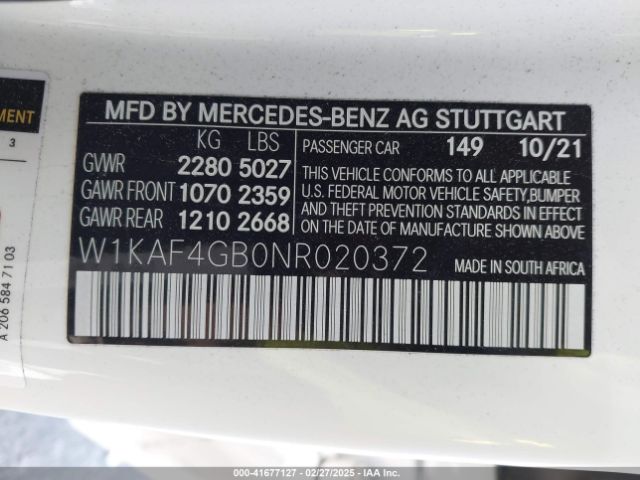 MENT
3
A 206 584 71 03
MFD BY MERCEDES-BENZ AG STUTTGART
KG LBS
GVWR 2280 5027
GAWR FRONT 1070 2359
GAWR REAR 1210 2668
PASSENGER CAR 149 10/21
THIS VEHICLE CONFORMS TO ALL APPLICABLE
U.S. FEDERAL MOTOR VEHICLE SAFETY,BUMPER
AND THEFT PREVENTION STANDARDS IN EFFECT
ON THE DATE OF MANUFACTURE SHOWN ABOVE.
W1KAF4GB0NR020372
MADE IN SOUTH AFRICA
000-41677127 - 02/27/2025 - IAA Inc.